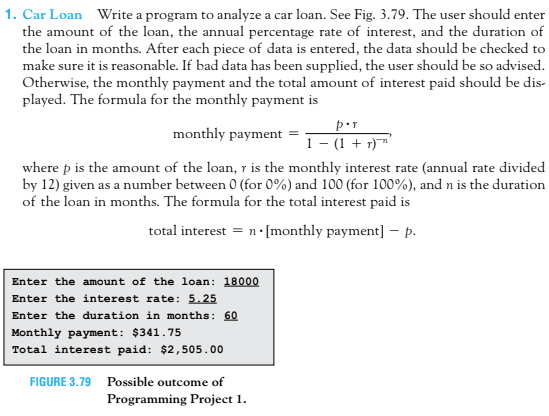 1. Car Loan Write a program to analyze a car loan. See Fig. 3.79. The user should enter
the amount of the loan, the annual percentage rate of interest, and the duration of
the loan in months. After each piece of data is entered, the data should be checked to
make sure it is reasonable. If bad data has been supplied, the user should be so advised.
Otherwise, the monthly payment and the total amount of interest paid should be dis-
played. The formula for the monthly payment is
monthly payment = p · r / 1 − (1 + r)⁻ⁿ,
where p is the amount of the loan, r is the monthly interest rate (annual rate divided
by 12) given as a number between 0 (for 0%) and 100 (for 100%), and n is the duration
of the loan in months. The formula for the total interest paid is
total interest = n · [monthly payment] − p.
Enter the amount of the loan: 18000
Enter the interest rate: 5.25
Enter the duration in months: 60
Monthly payment: $341.75
Total interest paid: $2,505.00
FIGURE 3.79 Possible outcome of
Programming Project 1.